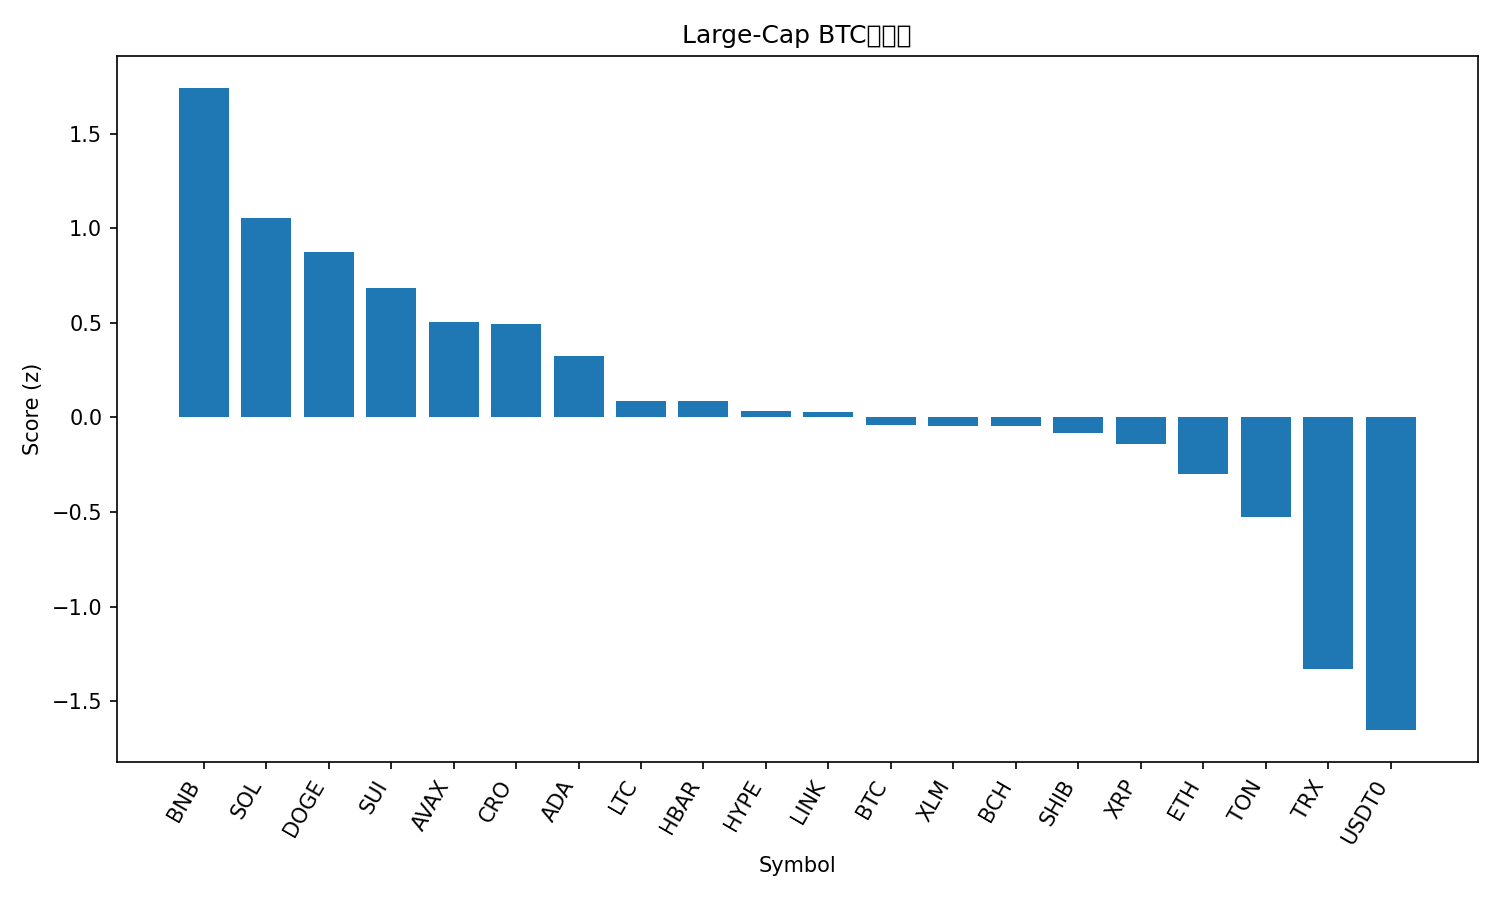 Large-Cap BTC
1.5
1.0
0.5
0.0
−0.5
−1.0
−1.5
Score (z)
BNB
SOL
DOGE
SUI
AVAX
CRO
ADA
LTC
HBAR
HYPE
LINK
BTC
XLM
BCH
SHIB
XRP
ETH
TON
TRX
USDT0
Symbol